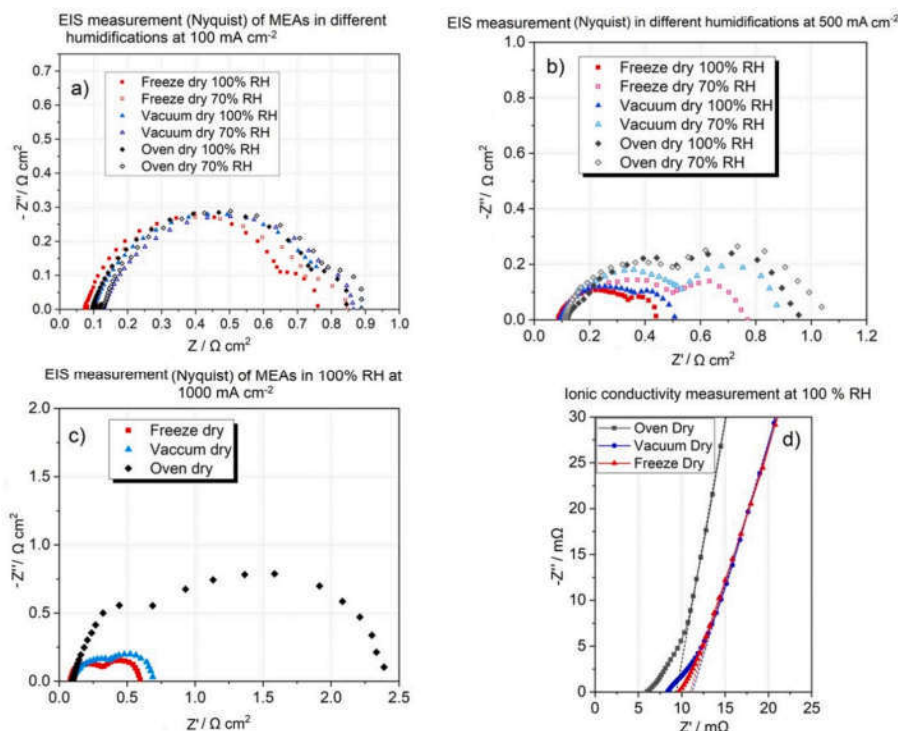 EIS measurement (Nyquist) of MEAs in different
humidifications at 100 mA cm-2
a)
Freeze dry 100% RH
Freeze dry 70% RH
Vacuum dry 100% RH
Vacuum dry 70% RH
Oven dry 100% RH
Oven dry 70% RH
- Z''/ Ω cm2
0.7
0.6
0.5
0.4
0.3
0.2
0.1
0.0
0.0 0.1 0.2 0.3 0.4 0.5 0.6 0.7 0.8 0.9 1.0
Z / Ω cm2
EIS measurement (Nyquist) in different humidifications at 500 mA cm-2
b)
Freeze dry 100% RH
Freeze dry 70% RH
Vacuum dry 100% RH
Vacuum dry 70% RH
Oven dry 100% RH
Oven dry 70% RH
-Z''/ Ω cm2
1.0
0.8
0.6
0.4
0.2
0.0
0.0 0.2 0.4 0.6 0.8 1.0 1.2
Z'/ Ω cm2
EIS measurement (Nyquist) of MEAs in 100% RH at
1000 mA cm-2
c)
Freeze dry
Vaccum dry
Oven dry
-Z''/ Ω cm2
2.0
1.5
1.0
0.5
0.0
0.0 0.5 1.0 1.5 2.0 2.5
Z'/ Ω cm2
Ionic conductivity measurement at 100 % RH
d)
Oven Dry
Vacuum Dry
Freeze Dry
-Z''/ mΩ
30
25
20
15
10
5
0
0 5 10 15 20 25
Z'/ mΩ